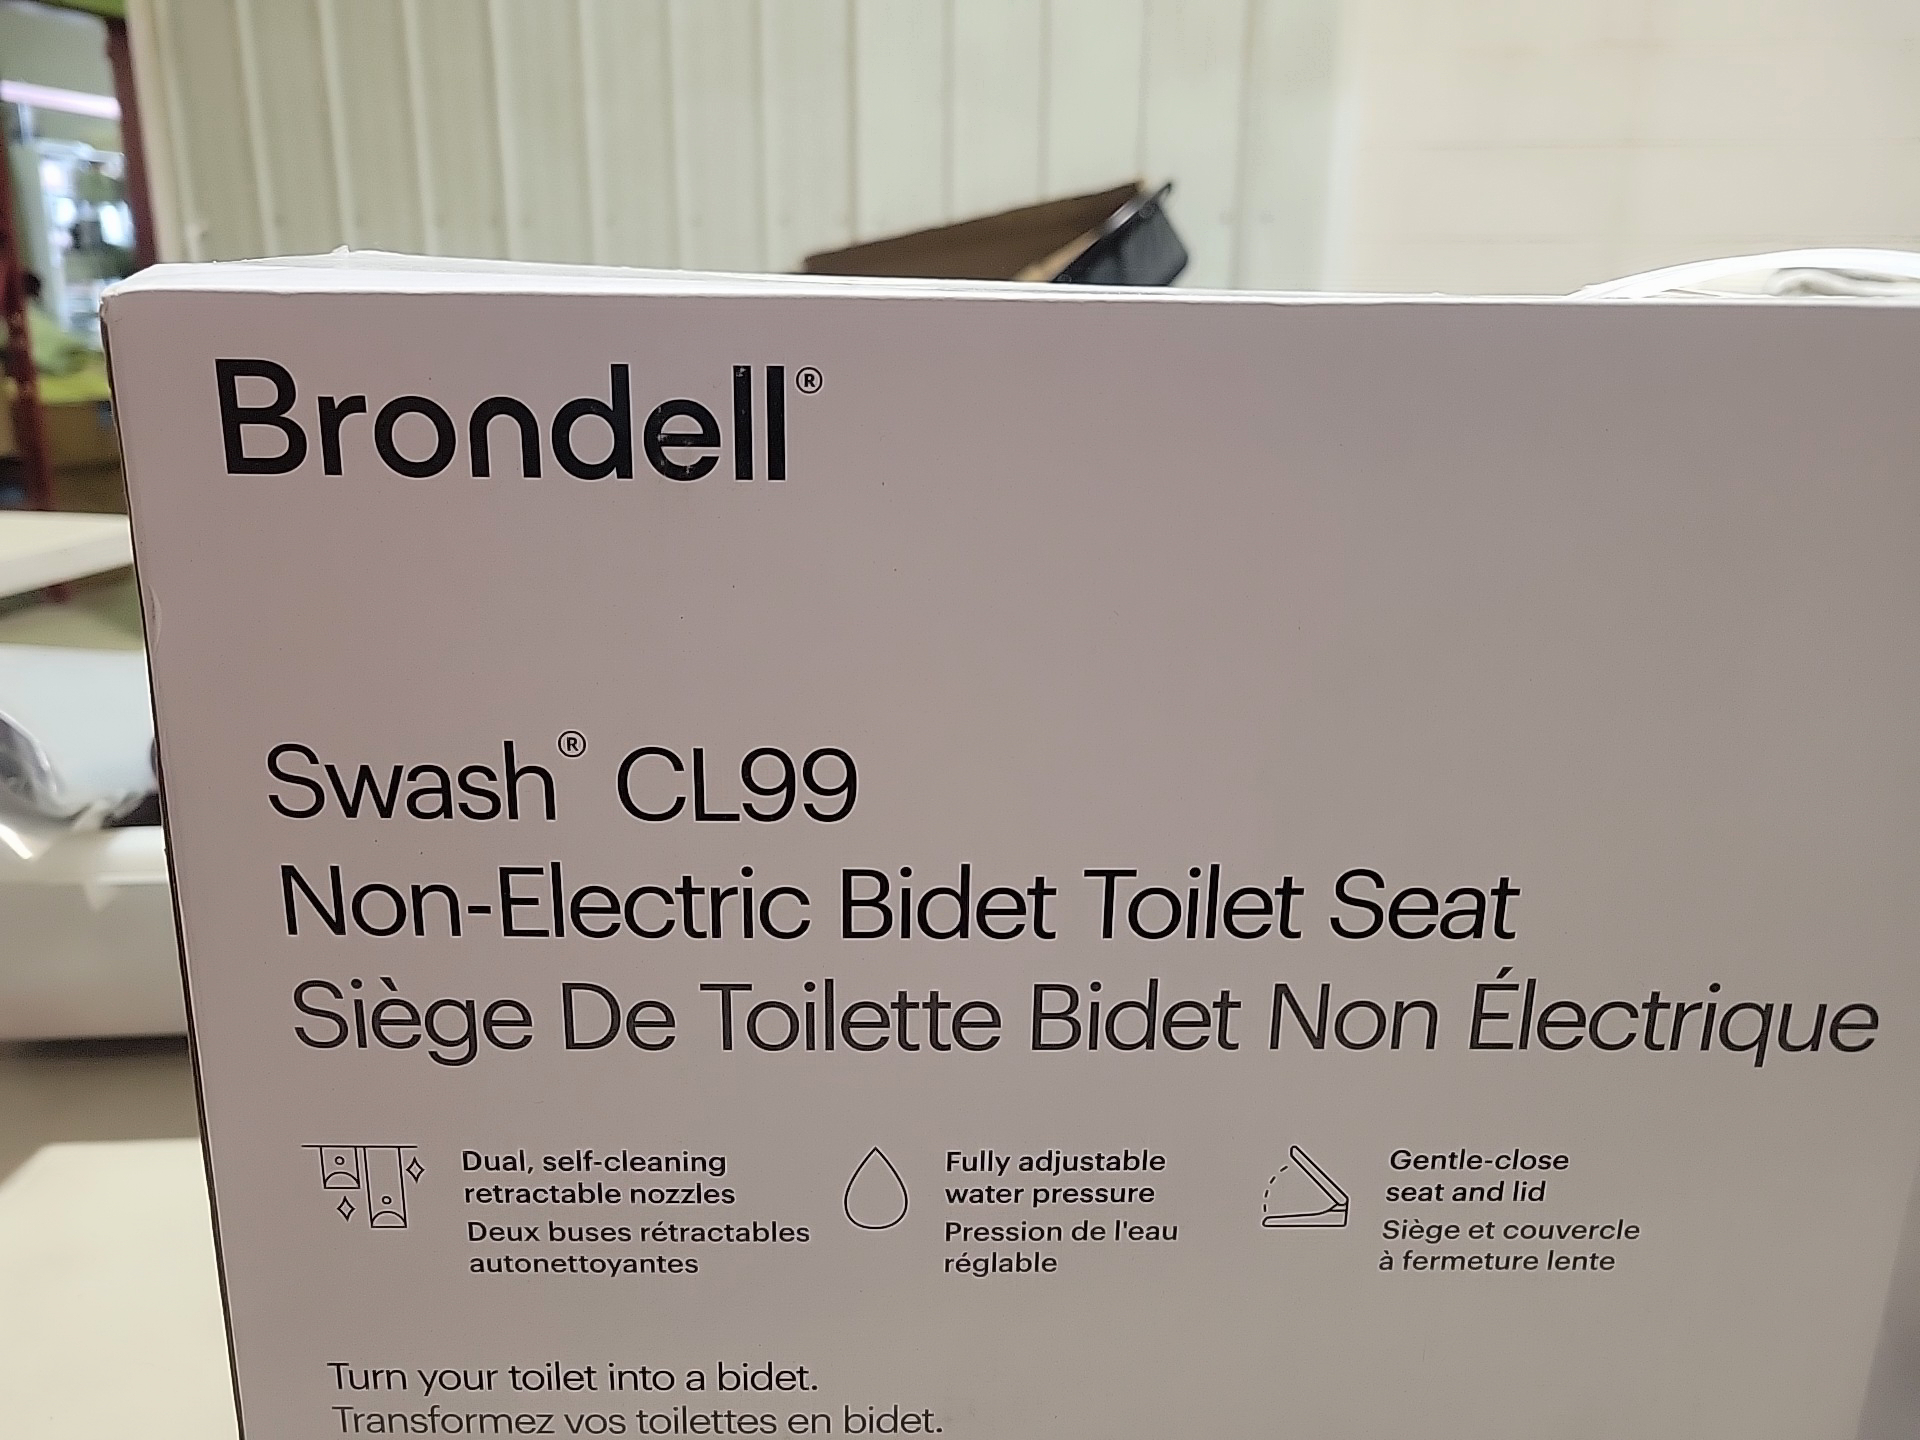 Brondell®
Swash® CL99
Non-Electric Bidet Toilet Seat
Siège De Toilette Bidet Non Électrique
Dual, self-cleaning
retractable nozzles
Deux buses rétractables
autonettoyantes
Fully adjustable
water pressure
Pression de l'eau
réglable
Gentle-close
seat and lid
Siège et couvercle
à fermeture lente
Turn your toilet into a bidet.
Transformez vos toilettes en bidet.